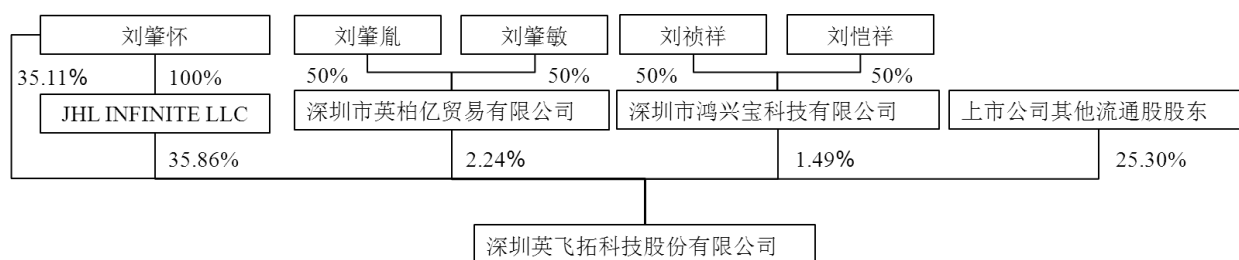 刘肇怀
刘肇胤
刘肇敏
刘祯祥
刘恺祥
35.11%
100%
50%
50%
50%
50%
JHL INFINITE LLC
深圳市英柏亿贸易有限公司
深圳市鸿兴宝科技有限公司
上市公司其他流通股股东
35.86%
2.24%
1.49%
25.30%
深圳英飞拓科技股份有限公司